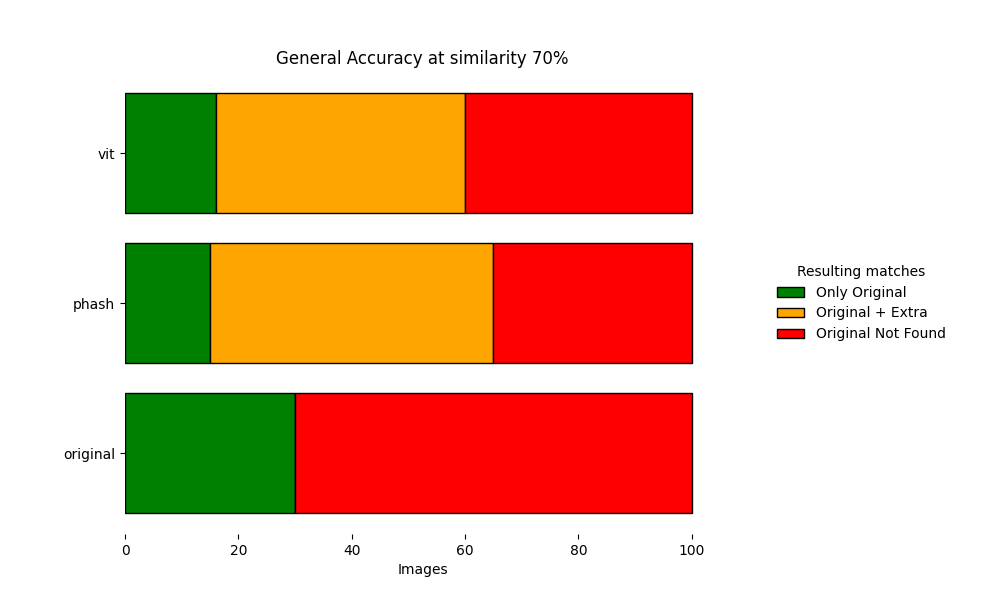 General Accuracy at similarity 70%
vit
phash
original
0 20 40 60 80 100
Images
Resulting matches
Only Original
Original + Extra
Original Not Found